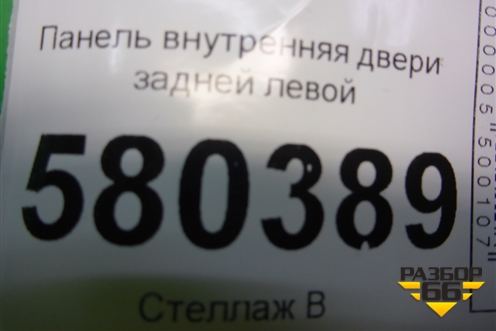 Панель внутренняя двери
задней левой
580389
Стеллаж В
РАЗБОР
66